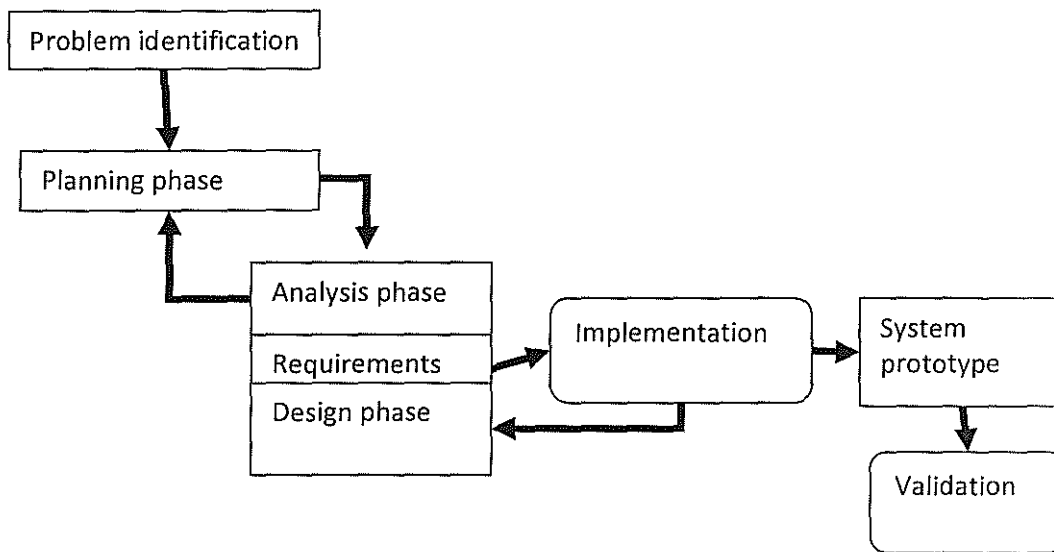 Problem identification
Planning phase
Analysis phase
Requirements
Design phase
Implementation
System
prototype
Validation